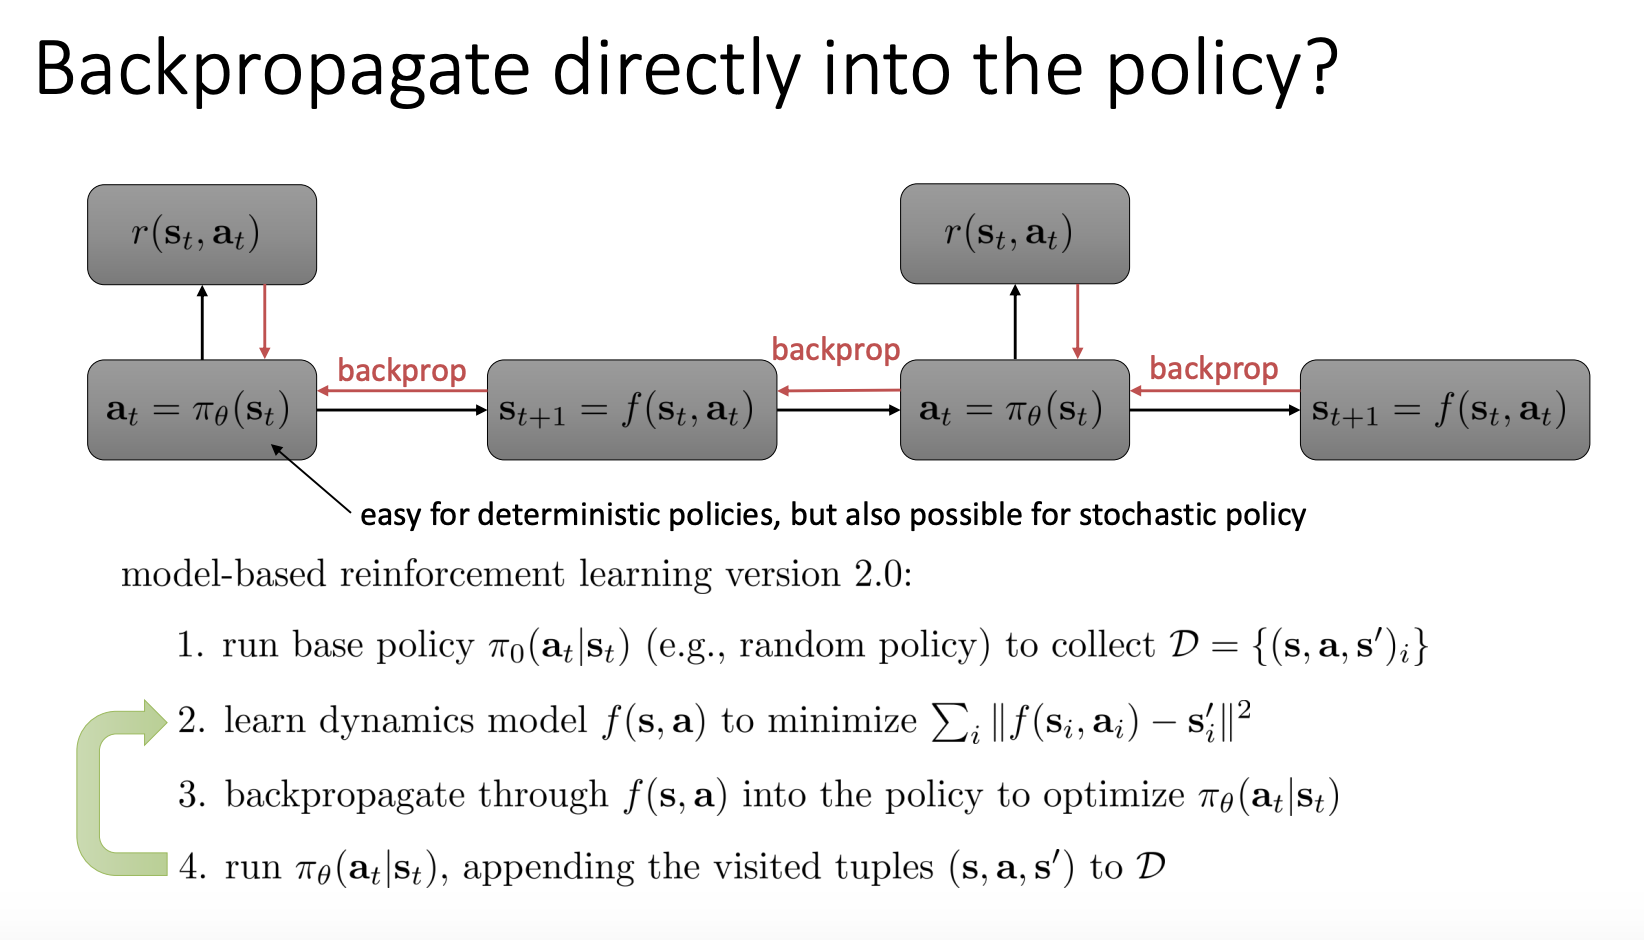 Backpropagate directly into the policy?
r(s_t, a_t)
r(s_t, a_t)
backprop
backprop
backprop
a_t = π_θ(s_t)
s_{t+1} = f(s_t, a_t)
a_t = π_θ(s_t)
s_{t+1} = f(s_t, a_t)
easy for deterministic policies, but also possible for stochastic policy
model-based reinforcement learning version 2.0:
1. run base policy π_0(a_t|s_t) (e.g., random policy) to collect 𝒟 = {(s, a, s′)_i}
2. learn dynamics model f(s, a) to minimize ∑_i ‖f(s_i, a_i) − s′_i‖²
3. backpropagate through f(s, a) into the policy to optimize π_θ(a_t|s_t)
4. run π_θ(a_t|s_t), appending the visited tuples (s, a, s′) to 𝒟